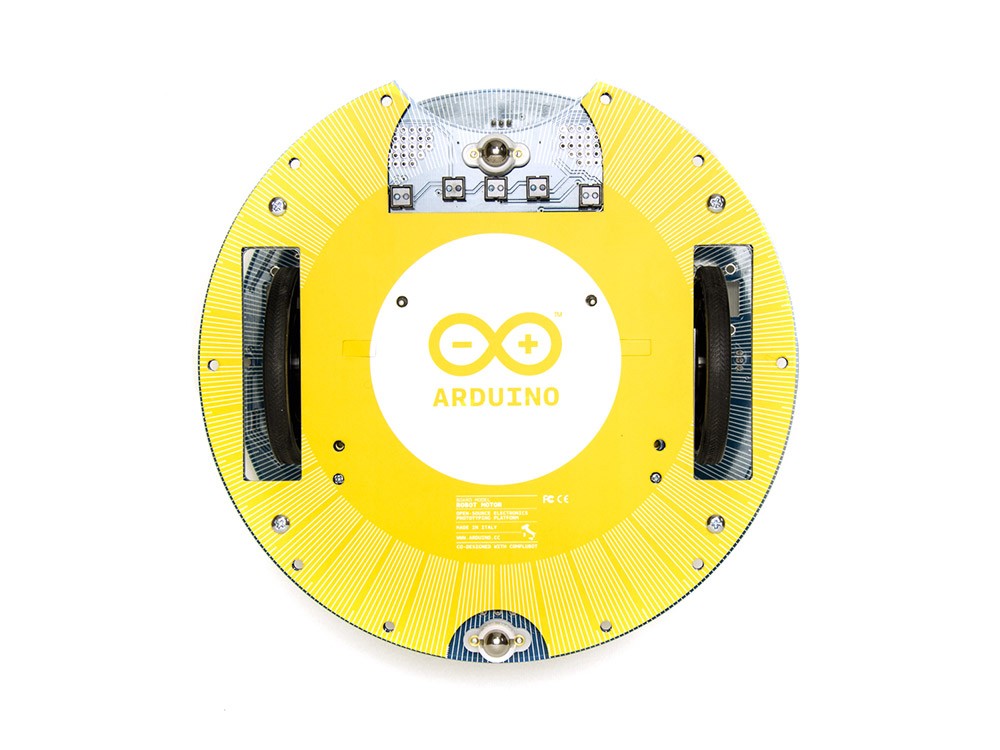 TM
ARDUINO
ROBOT MOTOR
FC CE
OPEN-SOURCE ELECTRONICS
PROTOTYPING PLATFORM
MADE IN ITALY
WWW.ARDUINO.CC
CO-DESIGNED WITH COMPLUBOT